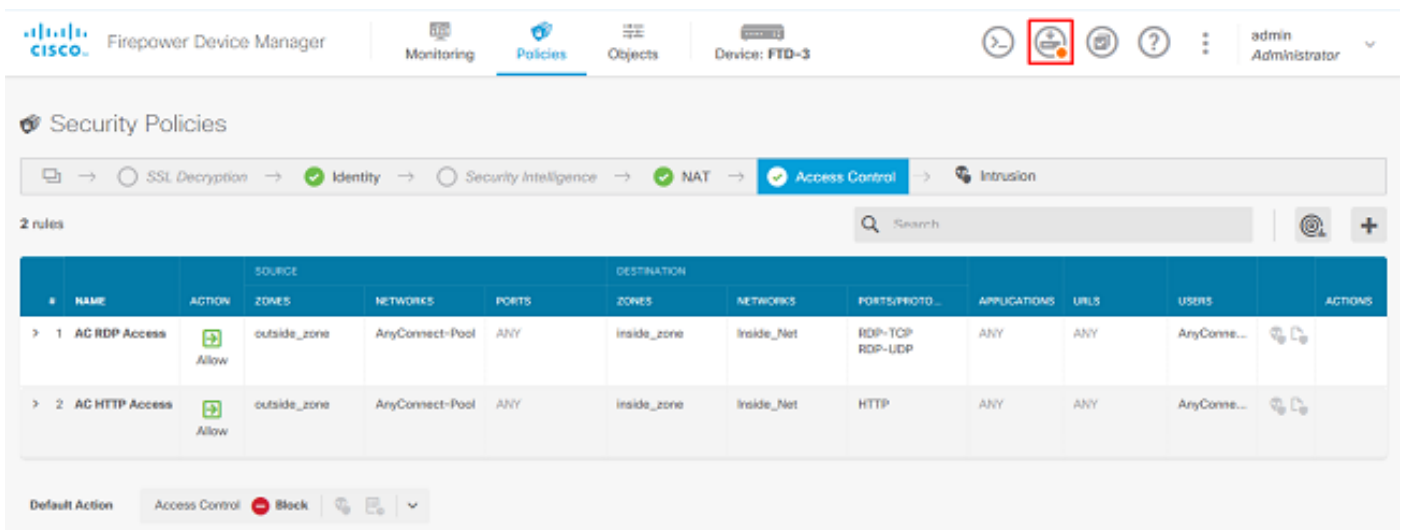 CISCO Firepower Device Manager Monitoring Policies Objects Device: FTD-3 admin Administrator
Security Policies
SSL Decryption Identity Security Intelligence NAT Access Control Intrusion
2 rules Search
SOURCE DESTINATION
# NAME ACTION ZONES NETWORKS PORTS ZONES NETWORKS PORTS/PROTO... APPLICATIONS URLS USERS ACTIONS
1 AC RDP Access Allow outside_zone AnyConnect-Pool ANY inside_zone Inside_Net RDP-TCP RDP-UDP ANY ANY AnyConne...
2 AC HTTP Access Allow outside_zone AnyConnect-Pool ANY inside_zone Inside_Net HTTP ANY ANY AnyConne...
Default Action Access Control Block